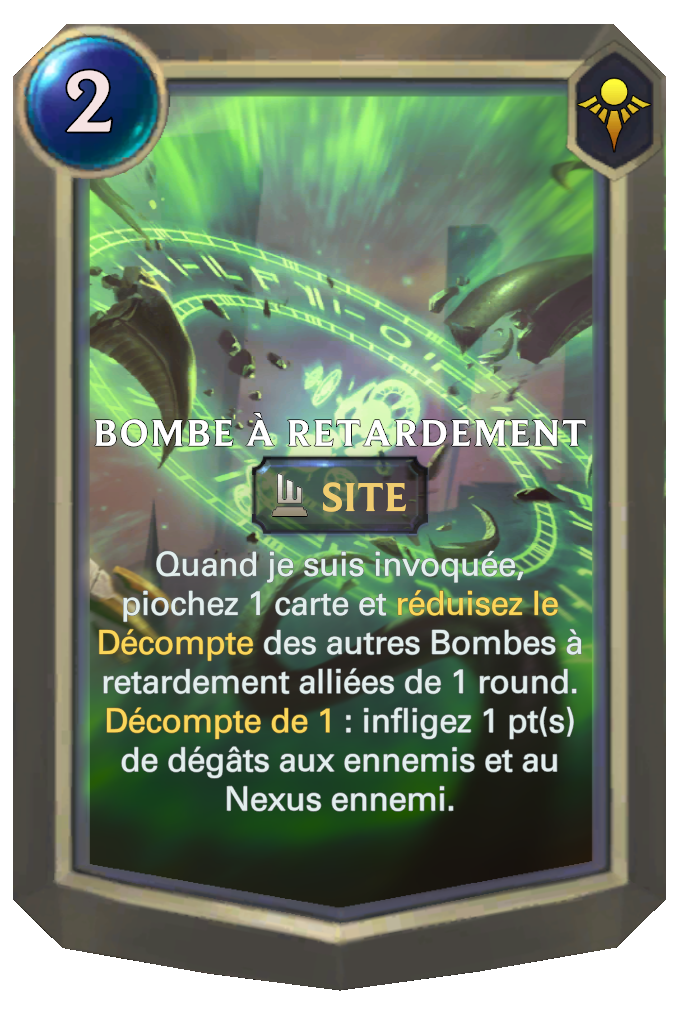 2
BOMBE À RETARDEMENT
SITE
Quand je suis invoquée,
piochez 1 carte et réduisez le
Décompte des autres Bombes à
retardement alliées de 1 round.
Décompte de 1 : infligez 1 pt(s)
de dégâts aux ennemis et au
Nexus ennemi.